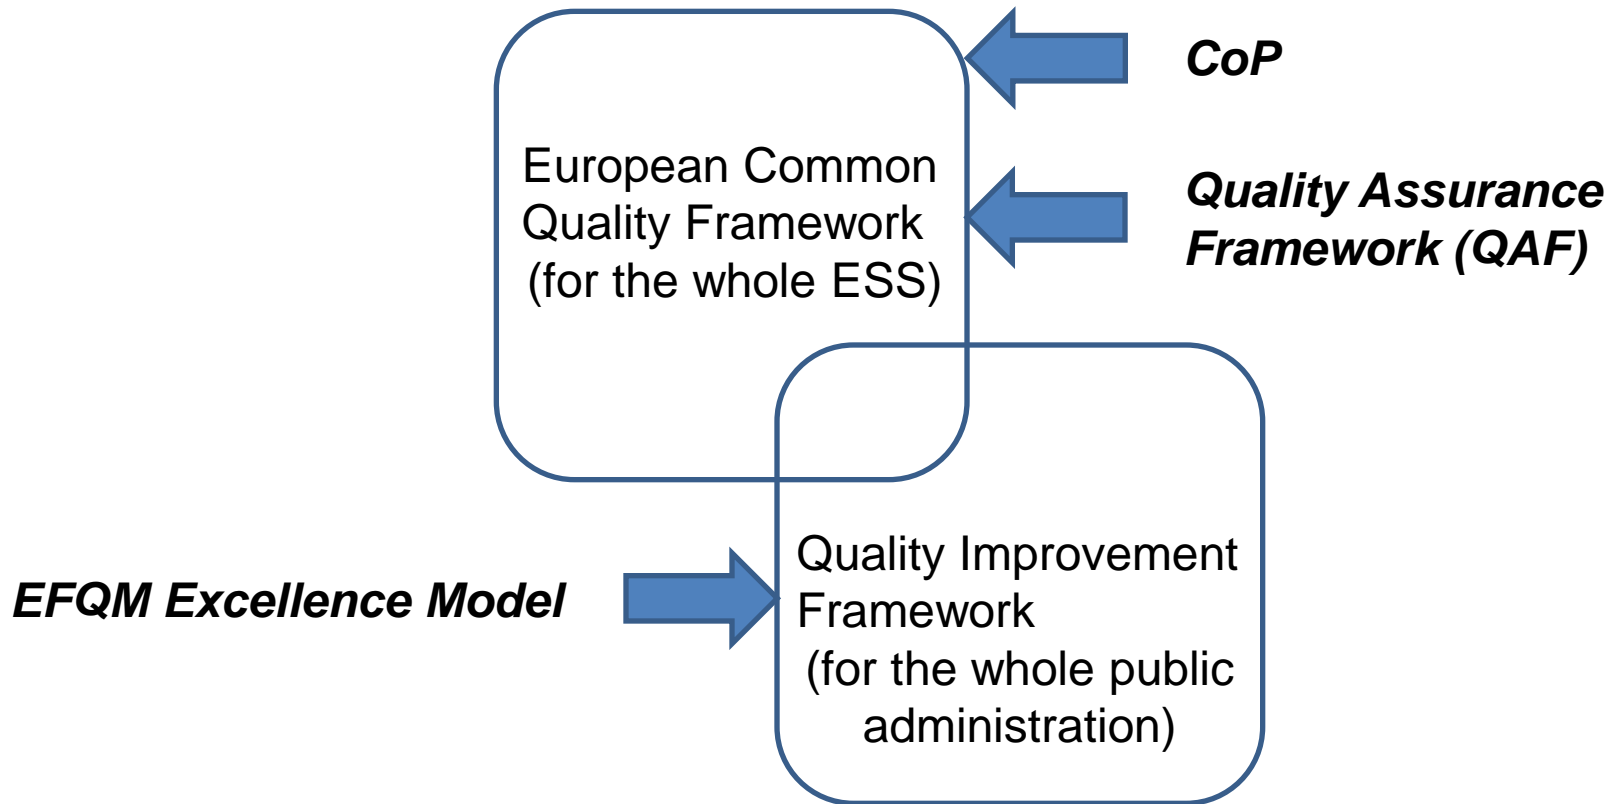 CoP
European Common
Quality Framework
(for the whole ESS)
Quality Assurance
Framework (QAF)
EFQM Excellence Model
Quality Improvement
Framework
(for the whole public
administration)